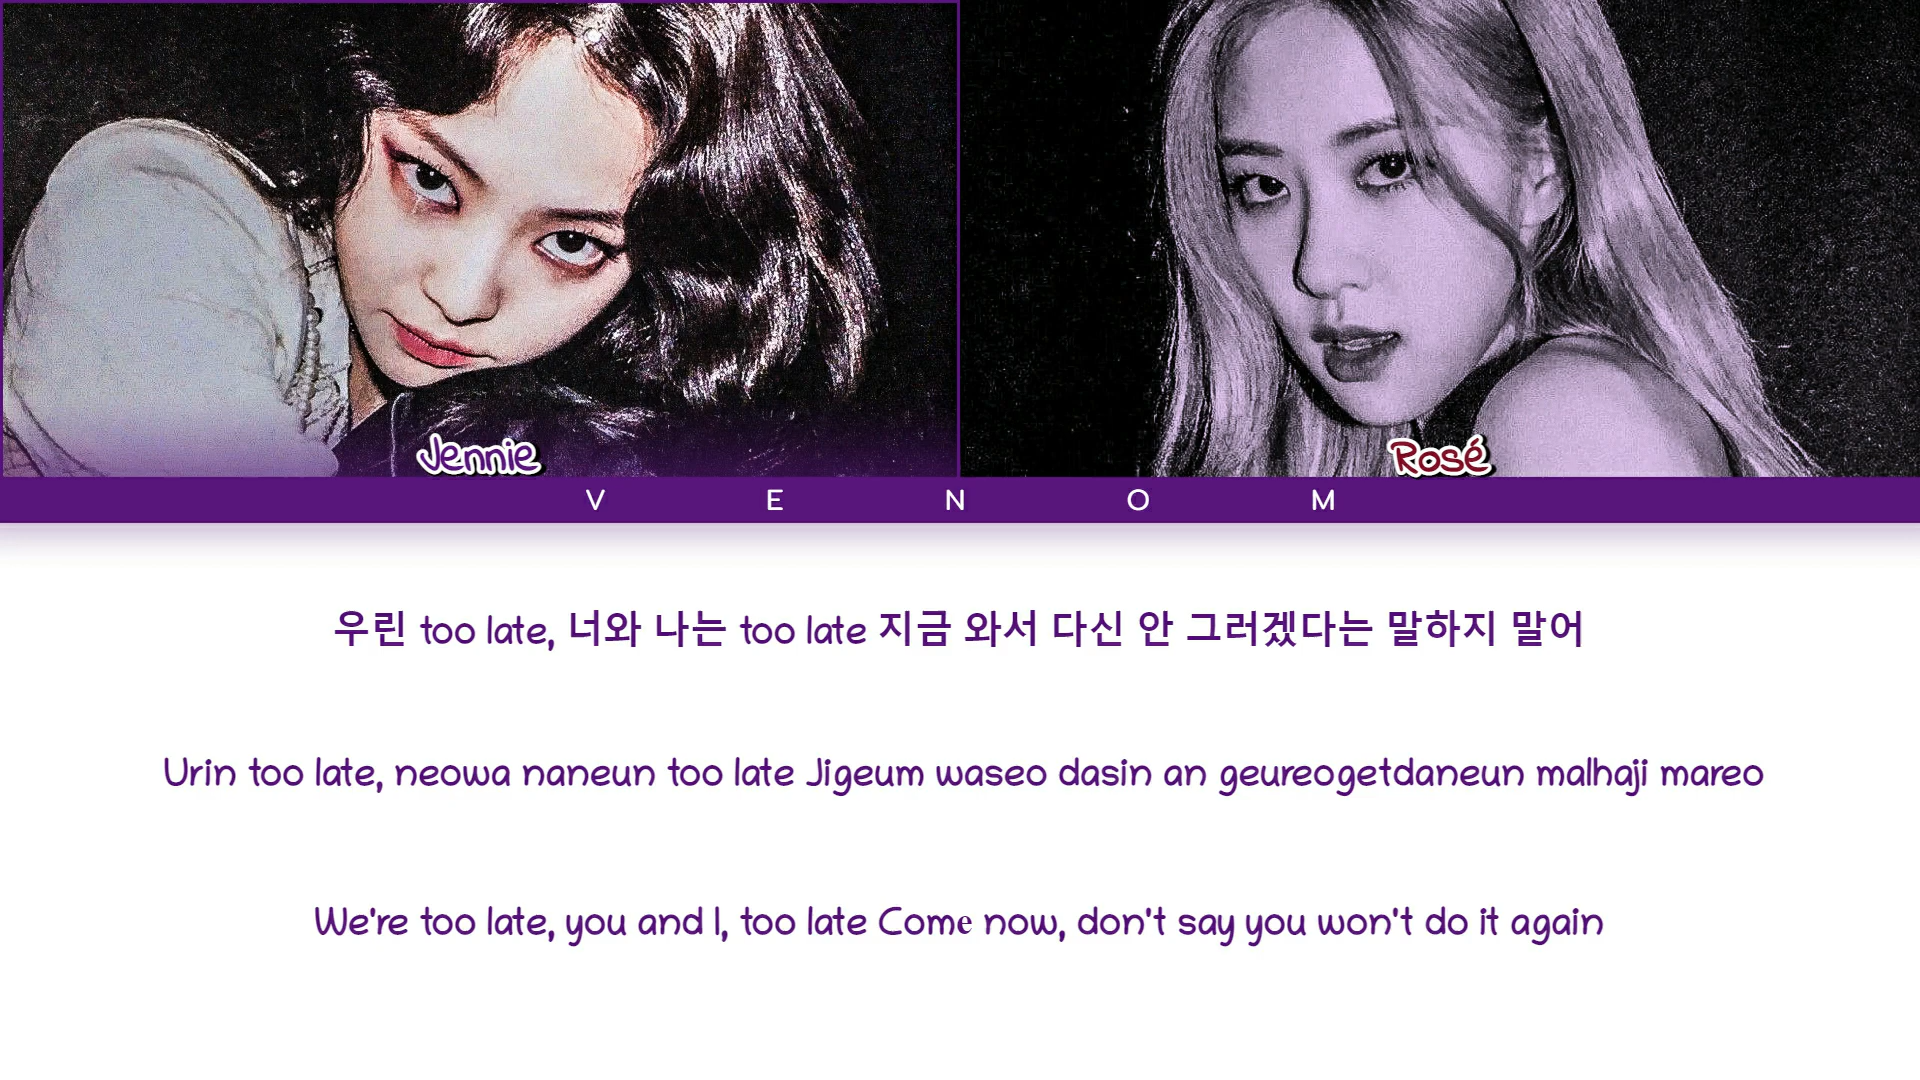 Jennie
Rosé
V E N O M
우린 too late, 너와 나는 too late 지금 와서 다신 안 그러겠다는 말하지 말어
Urin too late, neowa naneun too late Jigeum waseo dasin an geureogetdaneun malhaji mareo
We're too late, you and I, too late Come now, don't say you won't do it again